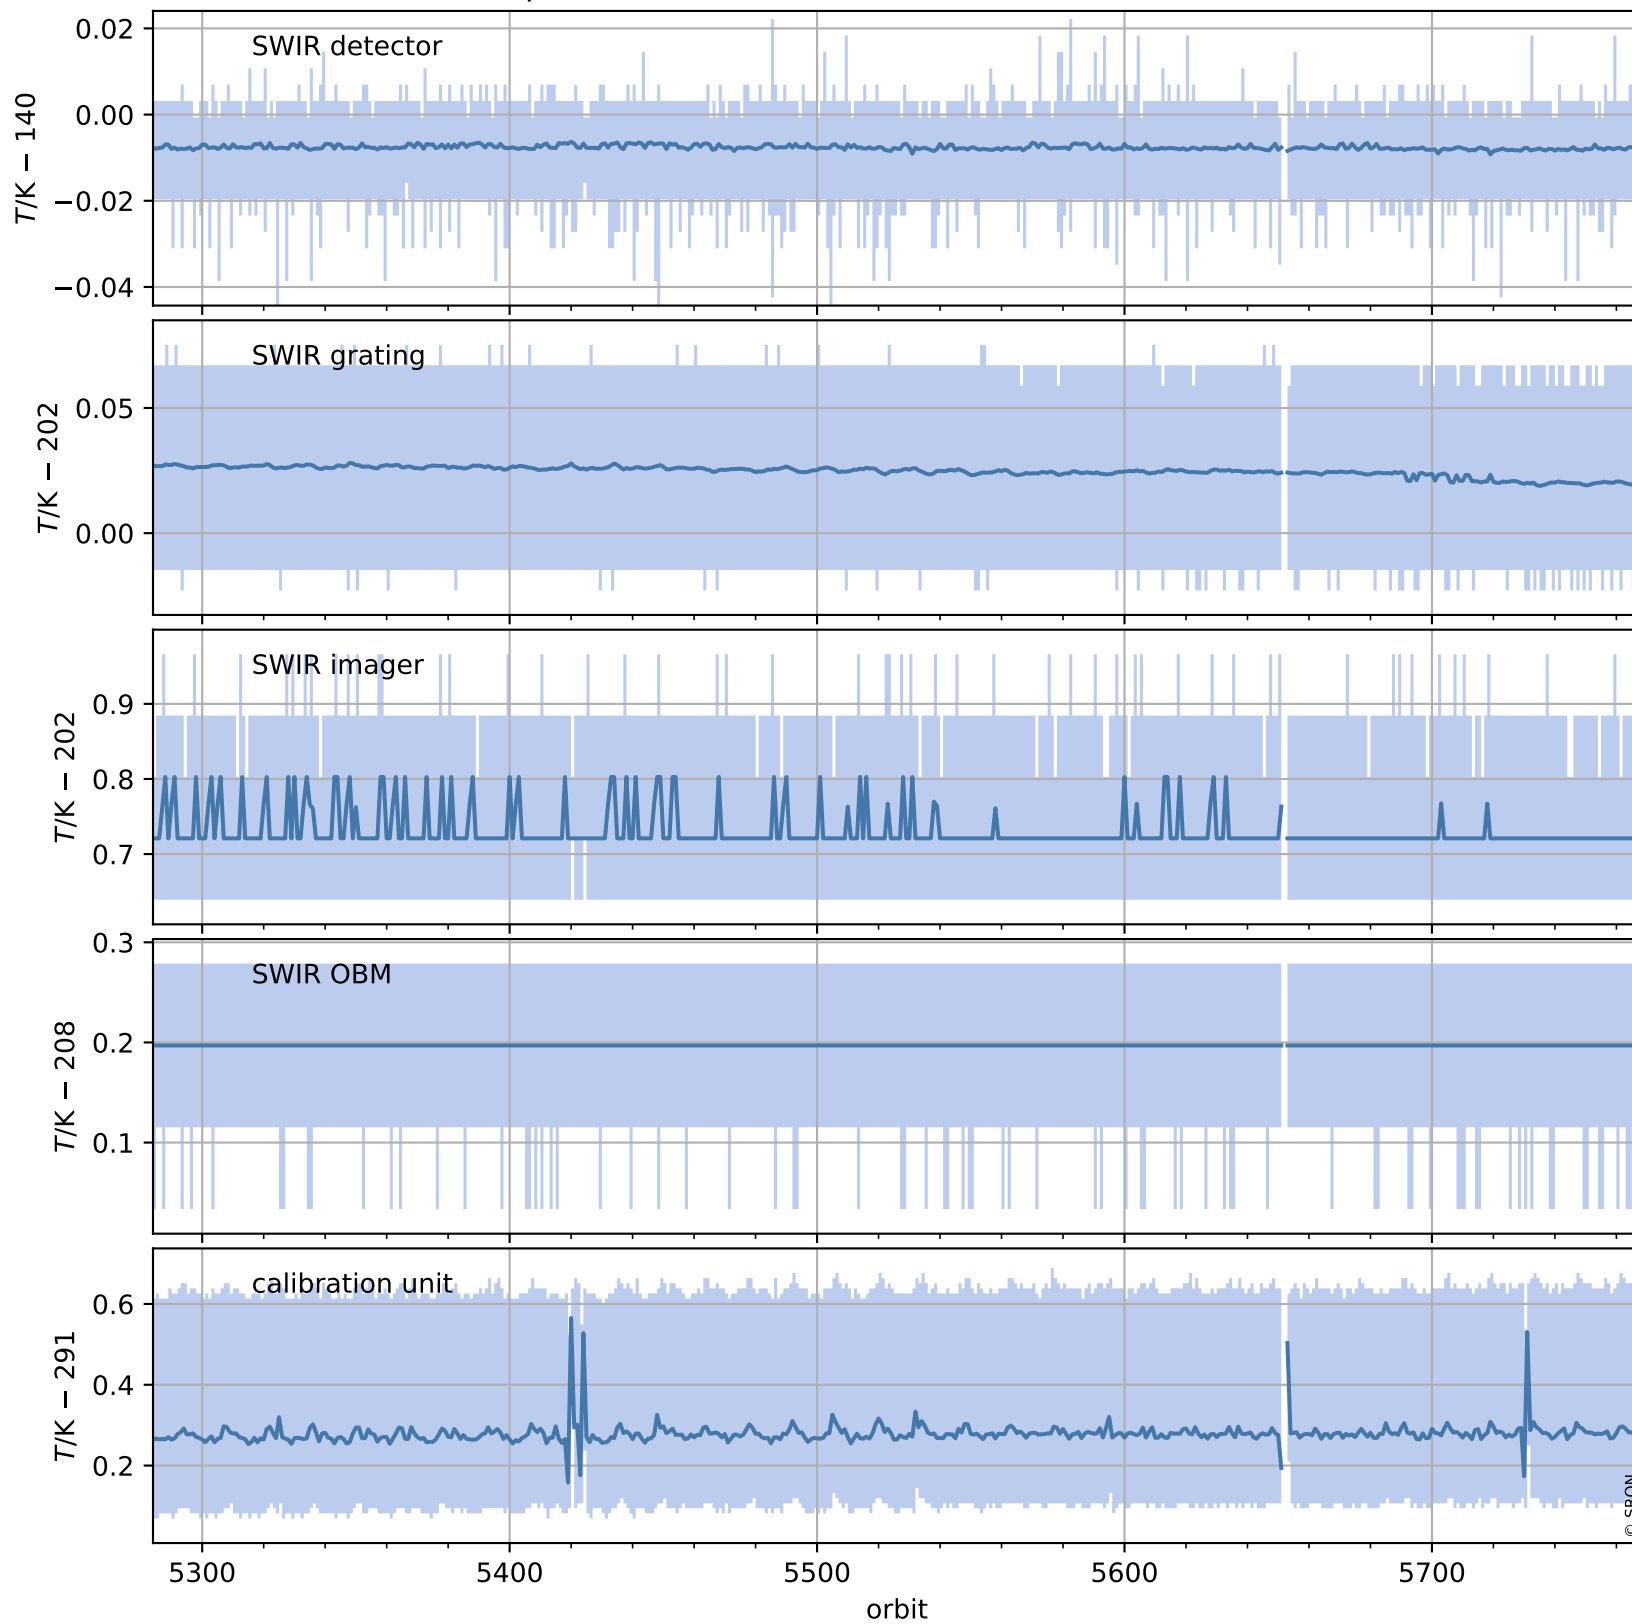 0.02
SWIR detector
0.00
T/K − 140
−0.02
−0.04
SWIR grating
0.05
T/K − 202
0.00
SWIR imager
0.9
0.8
T/K − 202
0.7
0.3
SWIR OBM
0.2
T/K − 208
0.1
calibration unit
0.6
0.4
T/K − 291
0.2
© SRON
5300 5400 5500 5600 5700
orbit